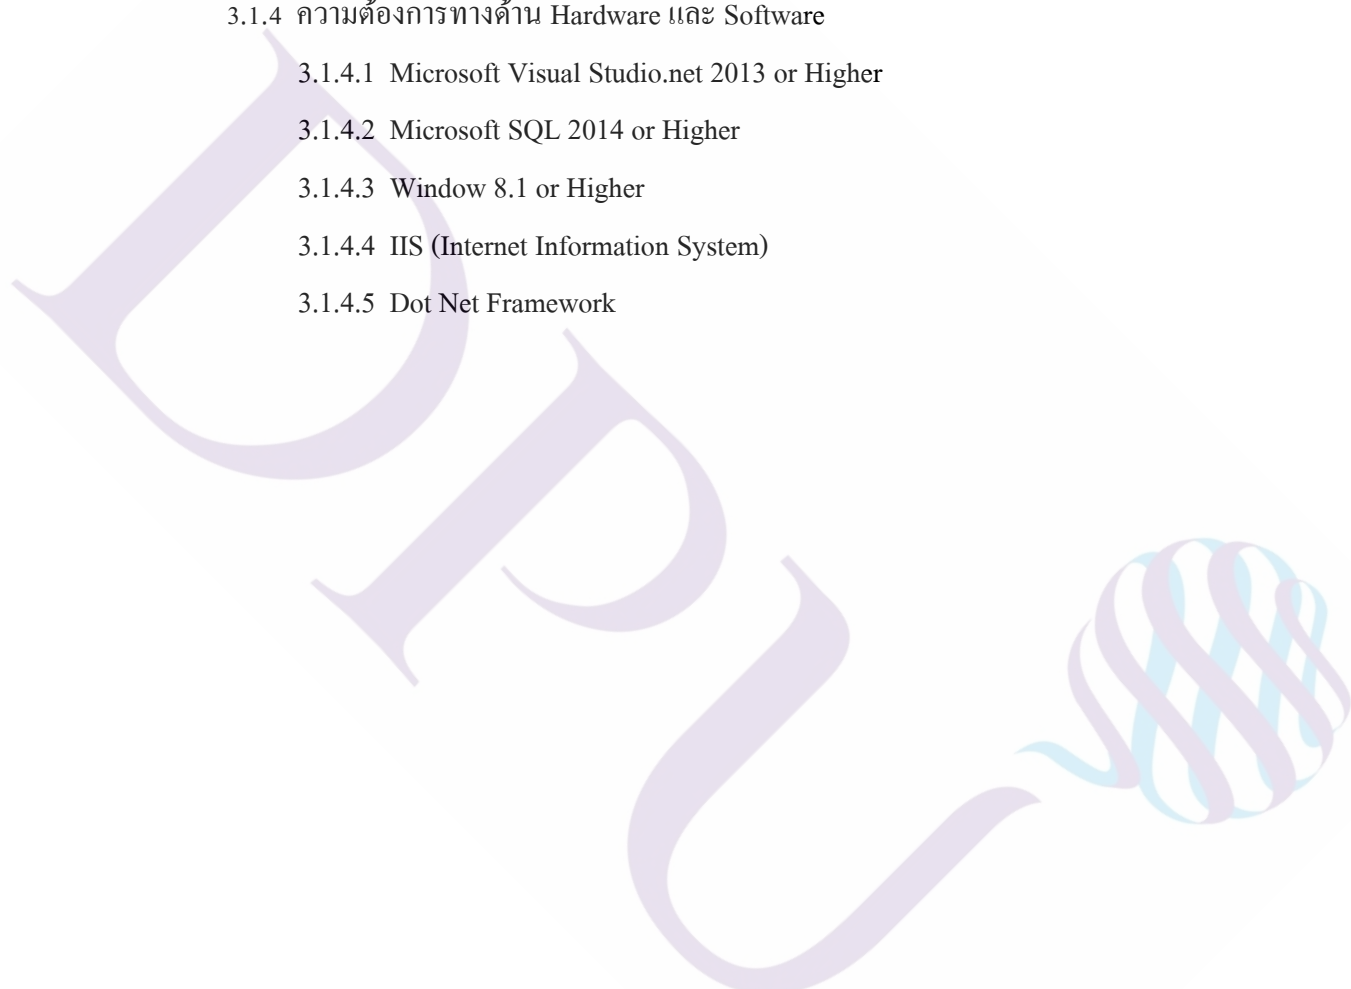 3.1.4 ความต้องการทางด้าน Hardware และ Software
3.1.4.1 Microsoft Visual Studio.net 2013 or Higher
3.1.4.2 Microsoft SQL 2014 or Higher
3.1.4.3 Window 8.1 or Higher
3.1.4.4 IIS (Internet Information System)
3.1.4.5 Dot Net Framework
DPU